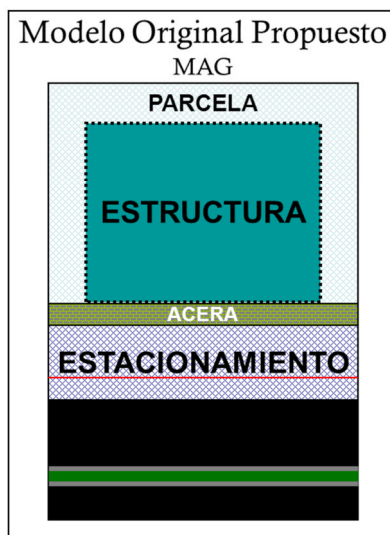 Modelo Original Propuesto
MAG
PARCELA
ESTRUCTURA
ACERA
ESTACIONAMIENTO